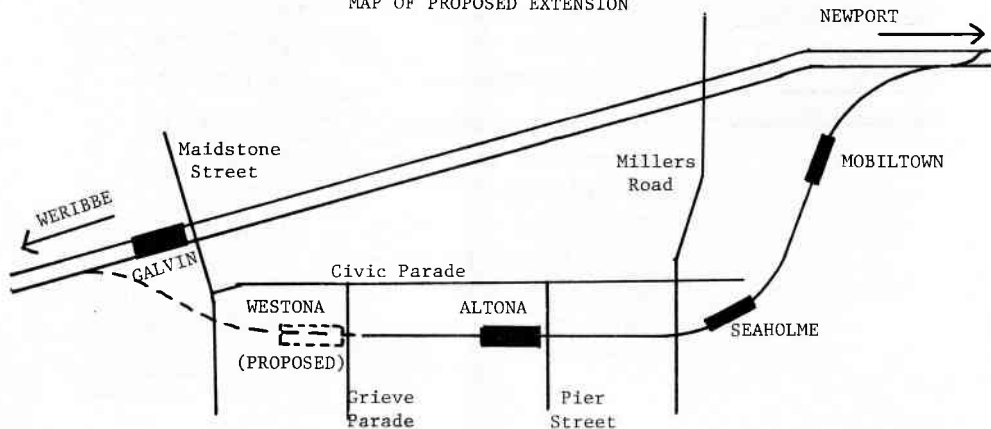 MAP OF PROPOSED EXTENSION
NEWPORT
Maidstone
Street
Millers
Road
MOBILTOWN
WERIBBE
GALVIN
Civic Parade
WESTONA
ALTONA
SEAHOLME
(PROPOSED)
Grieve
Parade
Pier
Street